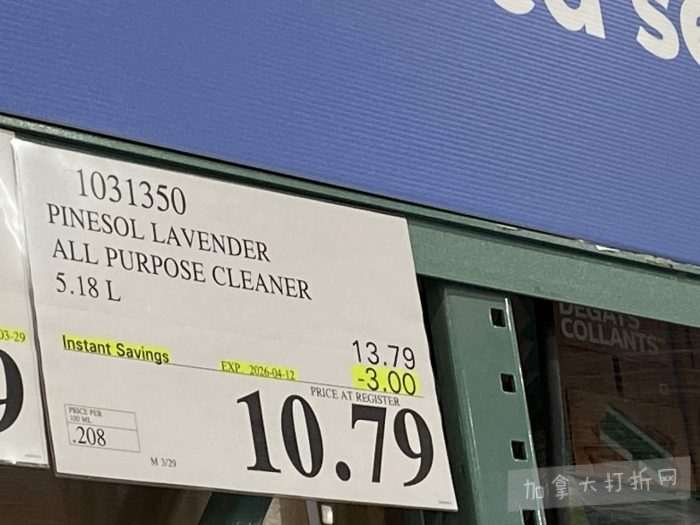 1031350
PINESOL LAVENDER
ALL PURPOSE CLEANER
5.18 L
03-29
Instant Savings
EXP. 2026-04-12
13.79
-3.00
PRICE AT REGISTER
10.79
PRICE PER
100 ML
.208
M 3/29
DEGATS
COLLANTS
加拿大打折网